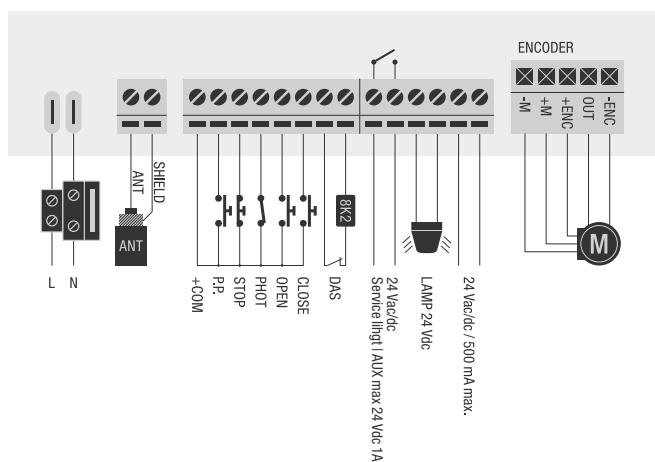 ENCODER
-M
+M
+ENC
OUT
-ENC
ANT
SHIELD
ANT
8K2
M
L N
+COM
P.P.
STOP
PHOT
OPEN
CLOSE
DAS
24 Vac/dc
Service lihgt | AUX max 24 Vdc 1A
LAMP 24 Vdc
24 Vac/dc / 500 mA max.